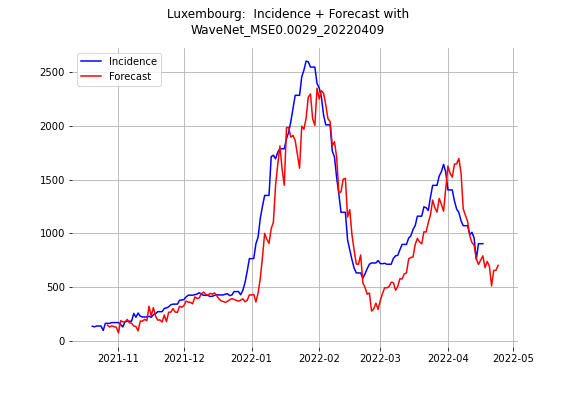 Luxembourg:  Incidence + Forecast with
WaveNet_MSE0.0029_20220409
Incidence
Forecast
2500
2000
1500
1000
500
0
2021-11 2021-12 2022-01 2022-02 2022-03 2022-04 2022-05